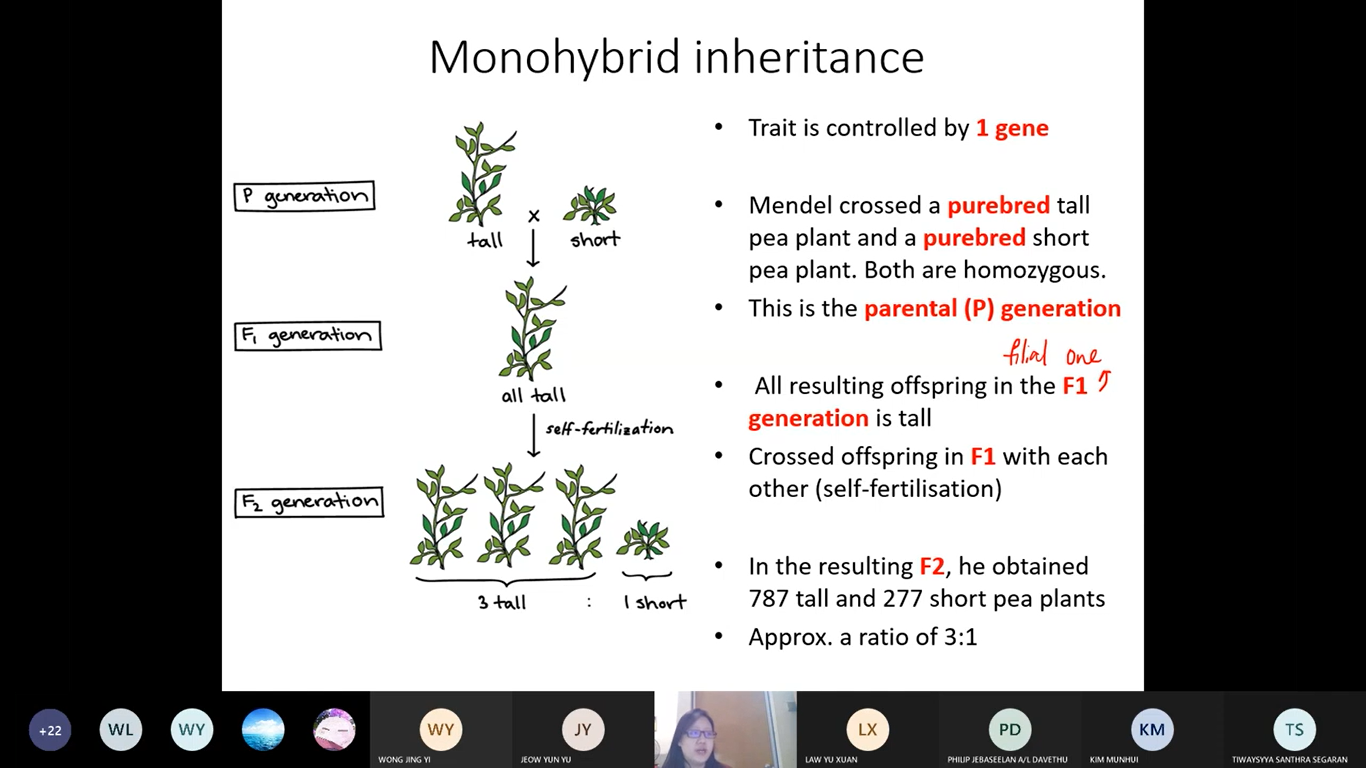 Monohybrid inheritance
P generation
tall
x
short
F1 generation
all tall
self-fertilization
F2 generation
3 tall : 1 short
• Trait is controlled by 1 gene
• Mendel crossed a purebred tall
pea plant and a purebred short
pea plant. Both are homozygous.
• This is the parental (P) generation
filial one
• All resulting offspring in the F1
generation is tall
• Crossed offspring in F1 with each
other (self-fertilisation)
• In the resulting F2, he obtained
787 tall and 277 short pea plants
• Approx. a ratio of 3:1
+22
WL
WY
WY
WONG JING YI
JY
JEOW YUN YU
LX
LAW YU XUAN
PD
PHILIP JEBASEELAN A/L DAVETHU
KM
KIM MUNHUI
TS
TIWAYSYYA SANTHRA SEGARAN